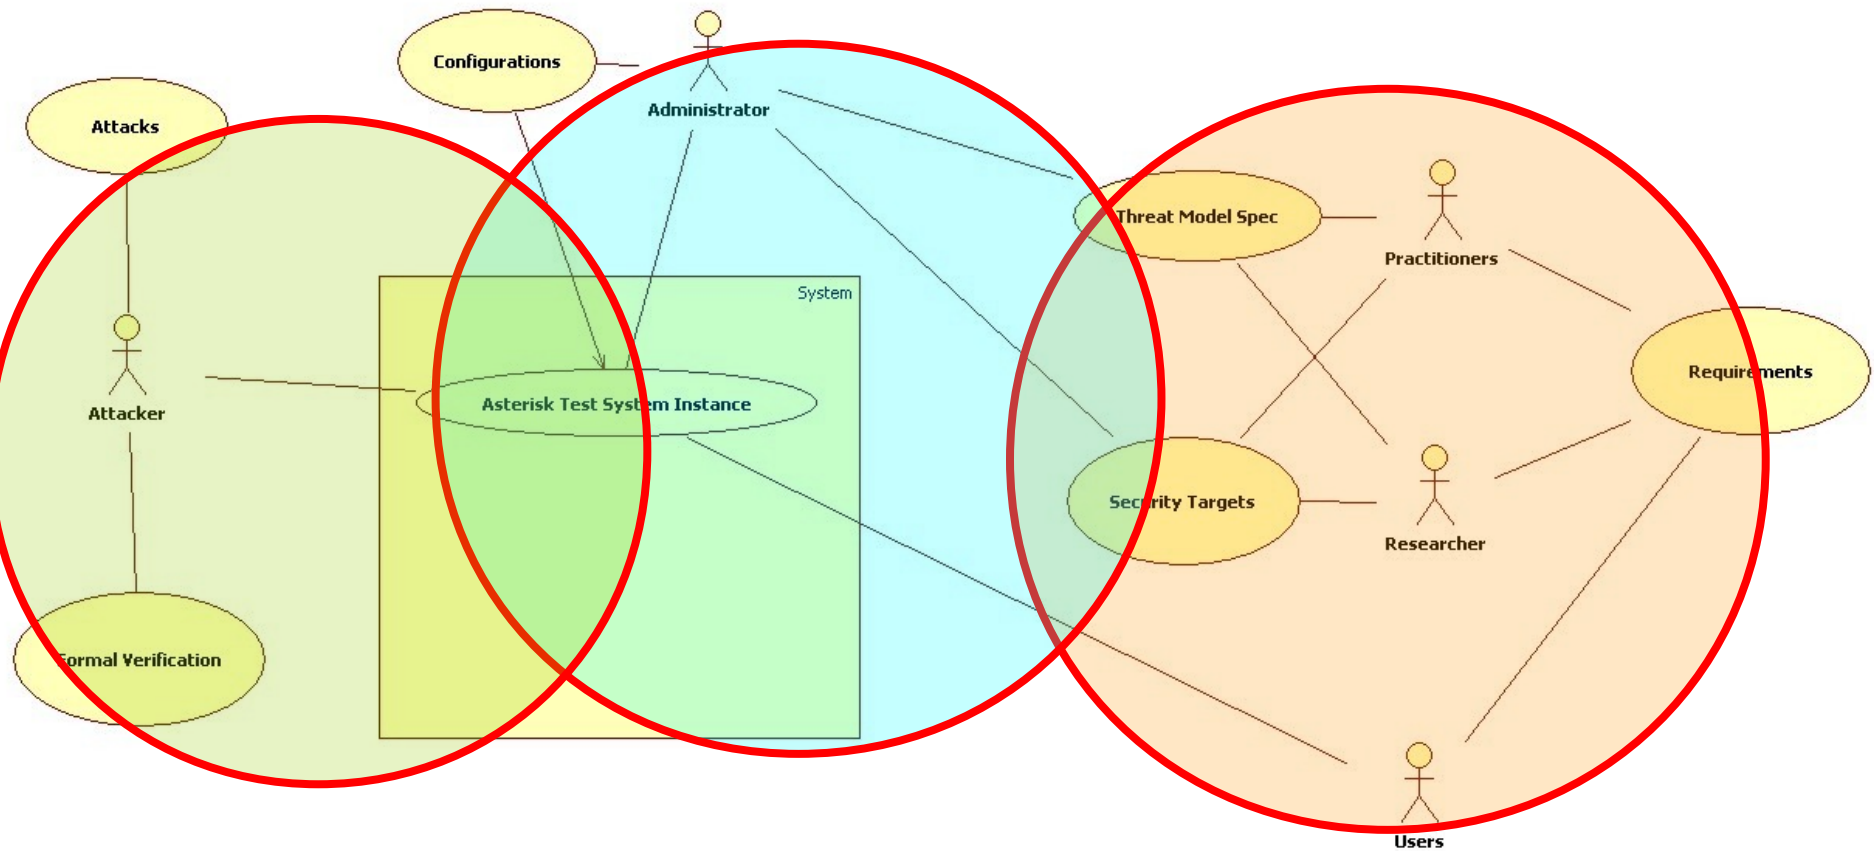 Configurations
Administrator
Attacks
Threat Model Spec
Practitioners
System
Requirements
Asterisk Test System Instance
Attacker
Security Targets
Researcher
Formal Verification
Users